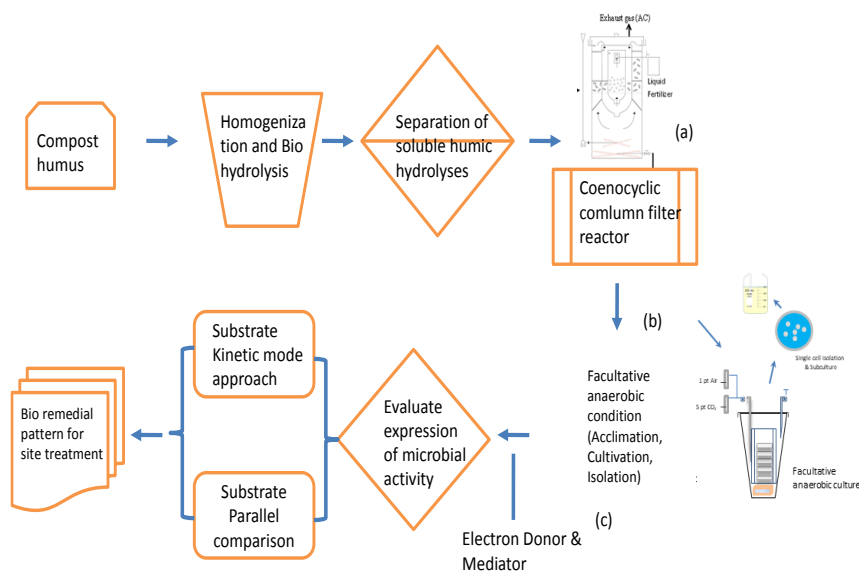 Exhaust gas (AC)
Liquid
Fertilizer
(a)
Compost
humus
Homogeniza
tion and Bio
hydrolysis
Separation of
soluble humic
hydrolyses
Coenocyclic
comlumn filter
reactor
(b)
Single cell isolation
& Subculture
1 pt Air
5 pt CO₂
Facultative
anaerobic culture
Facultative
anaerobic
condition
(Acclimation,
Cultivation,
Isolation)
:
(c)
Electron Donor &
Mediator
Evaluate
expression
of microbial
activity
Substrate
Kinetic mode
approach
Substrate
Parallel
comparison
Bio remedial
pattern for
site treatment